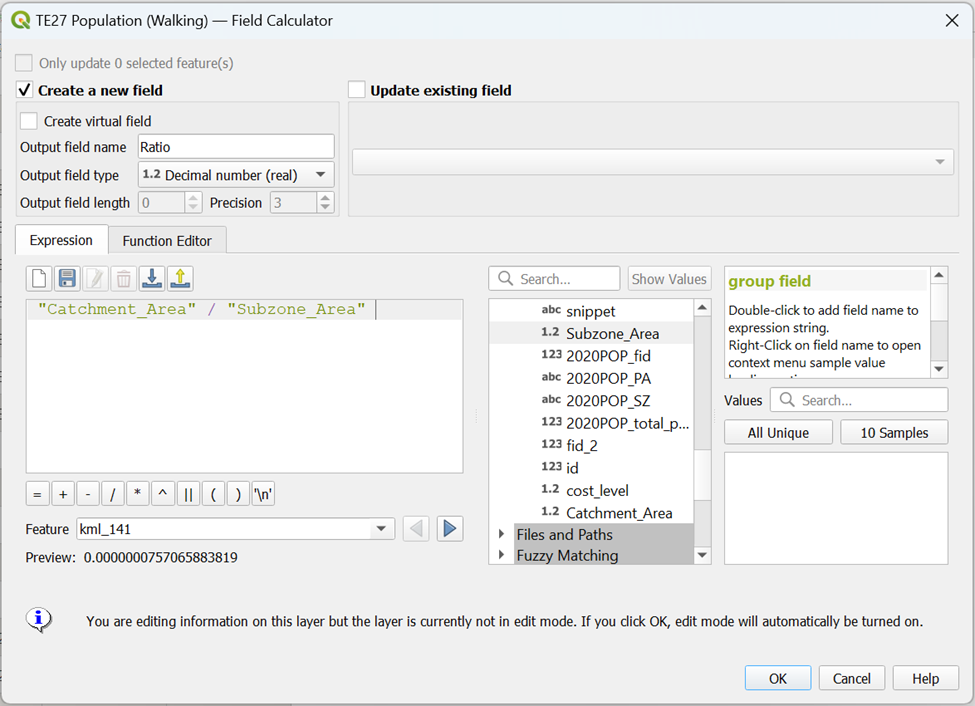 TE27 Population (Walking) — Field Calculator
Only update 0 selected feature(s)
Create a new field
Update existing field
Create virtual field
Output field name Ratio
Output field type 1.2 Decimal number (real)
Output field length 0 Precision 3
Expression
Function Editor
"Catchment_Area" / "Subzone_Area"
Search...
Show Values
abc snippet
1.2 Subzone_Area
123 2020POP_fid
abc 2020POP_PA
abc 2020POP_SZ
123 2020POP_total_p...
123 fid_2
123 id
1.2 cost_level
1.2 Catchment_Area
Files and Paths
Fuzzy Matching
group field
Double-click to add field name to
expression string.
Right-Click on field name to open
context menu sample value
Values Search...
All Unique
10 Samples
= + - / * ^ || ( ) '\n'
Feature kml_141
Preview: 0.0000000757065883819
You are editing information on this layer but the layer is currently not in edit mode. If you click OK, edit mode will automatically be turned on.
OK
Cancel
Help